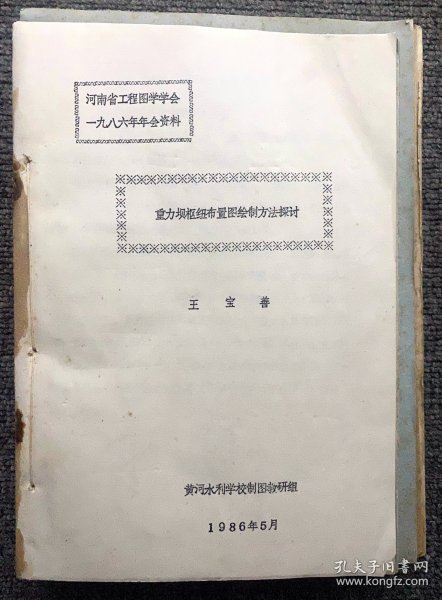 河南省工程图学学会
一九八六年年会资料
重力坝枢纽布置图绘制方法探讨
王宝善
黄河水利学校制图教研组
1986年5月
孔夫子旧书网
www.kongfz.com